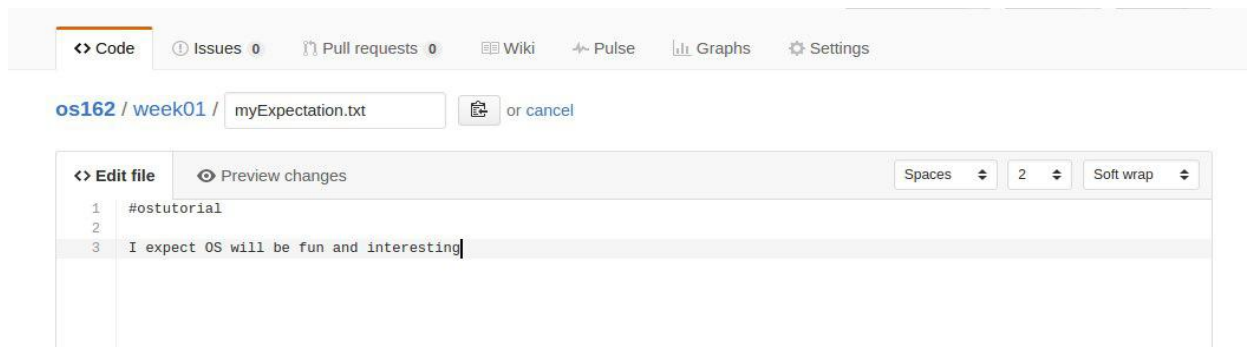 Code Issues 0 Pull requests 0 Wiki Pulse Graphs Settings
os162 / week01 / myExpectation.txt or cancel
Edit file Preview changes Spaces 2 Soft wrap
1 #ostutorial
2
3 I expect OS will be fun and interesting